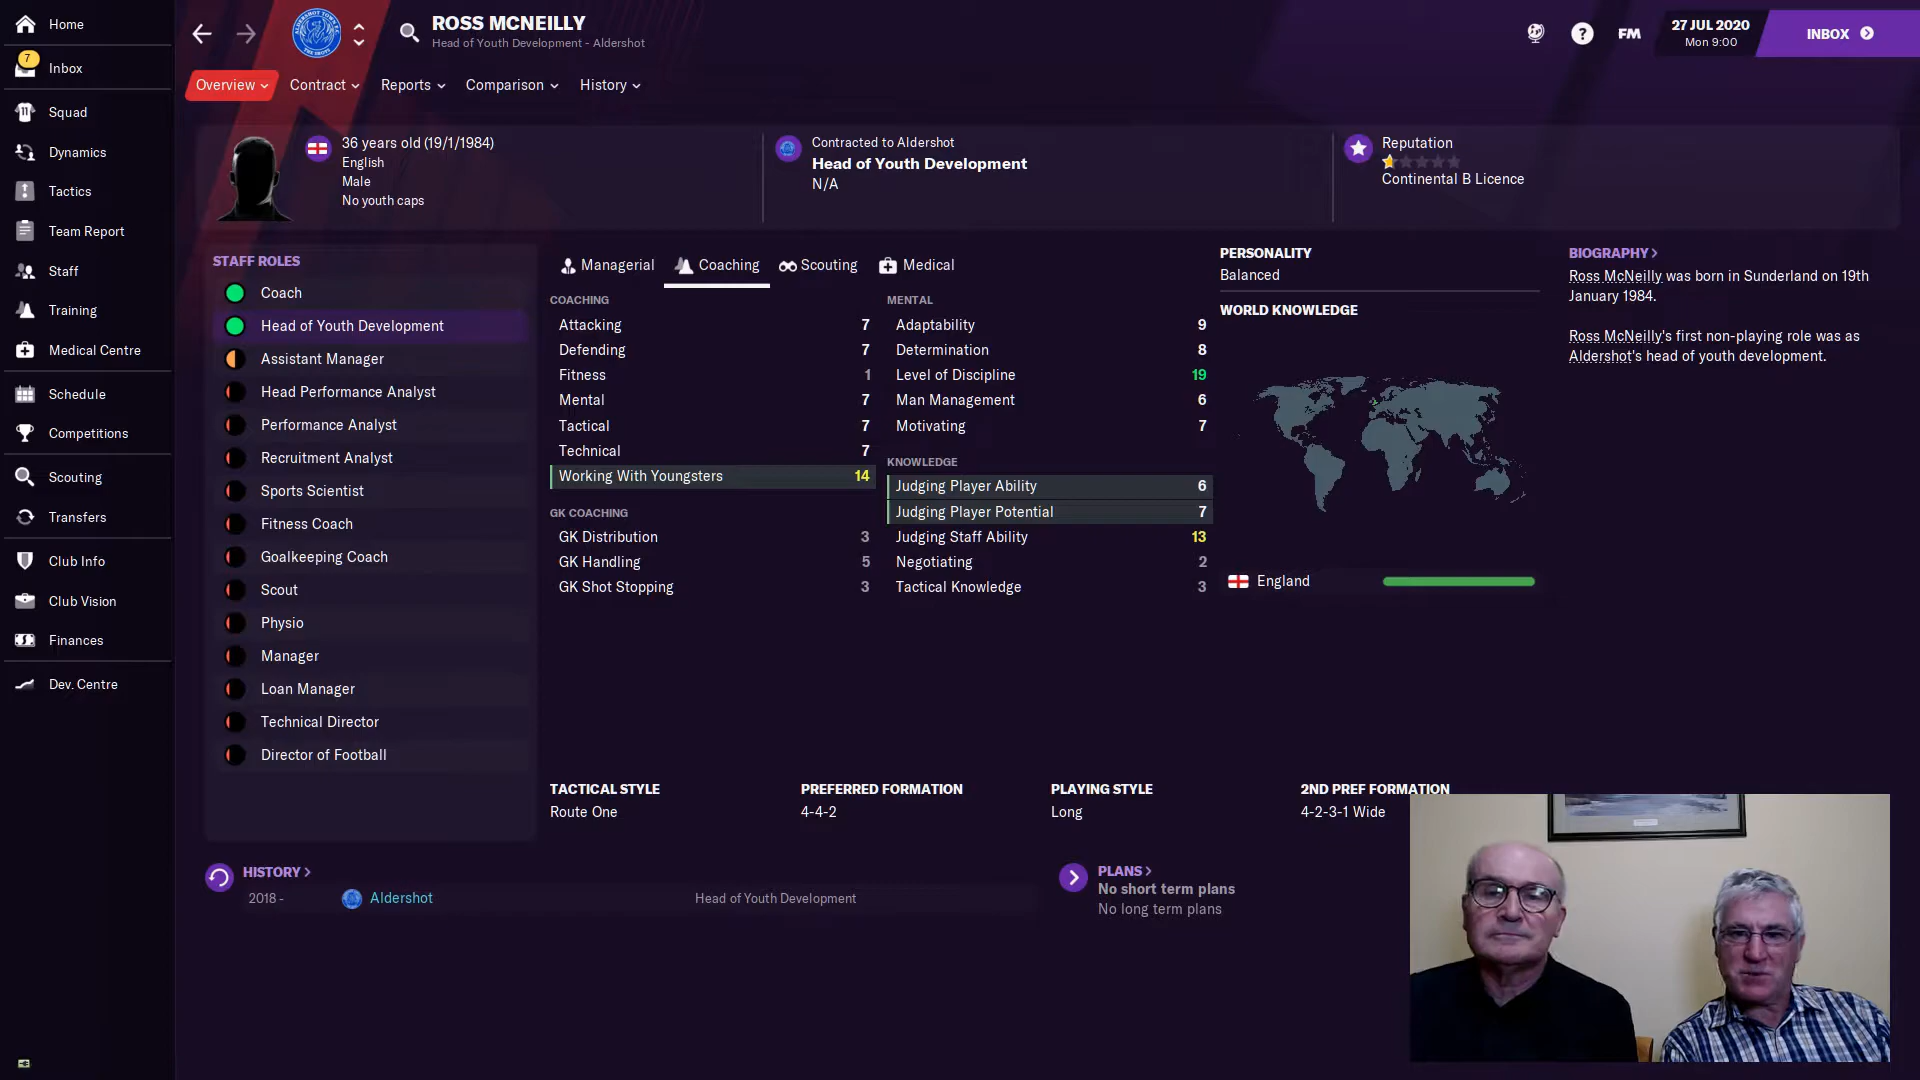 Home
7
Inbox
Squad
Dynamics
Tactics
Team Report
Staff
Training
Medical Centre
Schedule
Competitions
Scouting
Transfers
Club Info
Club Vision
Finances
Dev. Centre
ROSS MCNEILLY
Head of Youth Development - Aldershot
?
FM
27 JUL 2020
Mon 9:00
INBOX
Overview
Contract
Reports
Comparison
History
36 years old (19/1/1984)
English
Male
No youth caps
Contracted to Aldershot
Head of Youth Development
N/A
Reputation
Continental B Licence
STAFF ROLES
Coach
Head of Youth Development
Assistant Manager
Head Performance Analyst
Performance Analyst
Recruitment Analyst
Sports Scientist
Fitness Coach
Goalkeeping Coach
Scout
Physio
Manager
Loan Manager
Technical Director
Director of Football
Managerial
Coaching
Scouting
Medical
COACHING
Attacking 7
Defending 7
Fitness 1
Mental 7
Tactical 7
Technical 7
Working With Youngsters 14
GK COACHING
GK Distribution 3
GK Handling 5
GK Shot Stopping 3
MENTAL
Adaptability 9
Determination 8
Level of Discipline 19
Man Management 6
Motivating 7
KNOWLEDGE
Judging Player Ability 6
Judging Player Potential 7
Judging Staff Ability 13
Negotiating 2
Tactical Knowledge 3
PERSONALITY
Balanced
WORLD KNOWLEDGE
England
BIOGRAPHY
Ross McNeilly was born in Sunderland on 19th
January 1984.
Ross McNeilly's first non-playing role was as
Aldershot's head of youth development.
TACTICAL STYLE
Route One
PREFERRED FORMATION
4-4-2
PLAYING STYLE
Long
2ND PREF FORMATION
4-2-3-1 Wide
HISTORY
2018 - Aldershot Head of Youth Development
PLANS
No short term plans
No long term plans